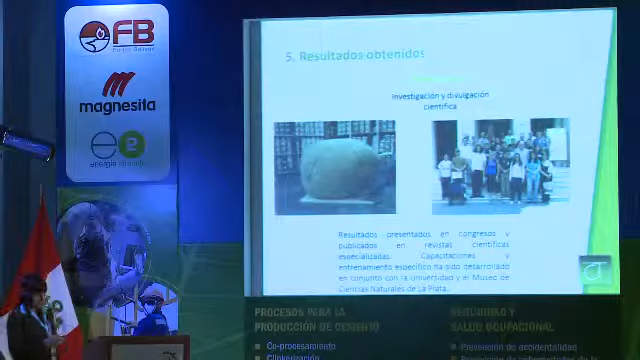 FB
magnesita
5. Resultados obtenidos
Investigación y divulgación
científica
Resultados presentados en congresos y
publicados en revistas científicas
especializadas. Capacitaciones y
entrenamiento específico ha sido desarrollado
en conjunto con la universidad y el Museo de
Ciencias Naturales de La Plata.
PROCESOS PARA LA
PRODUCCIÓN DE CEMENTO
Co-procesamiento
Clinkerización
SEGURIDAD Y
SALUD OCUPACIONAL
Prevención de accidentalidad